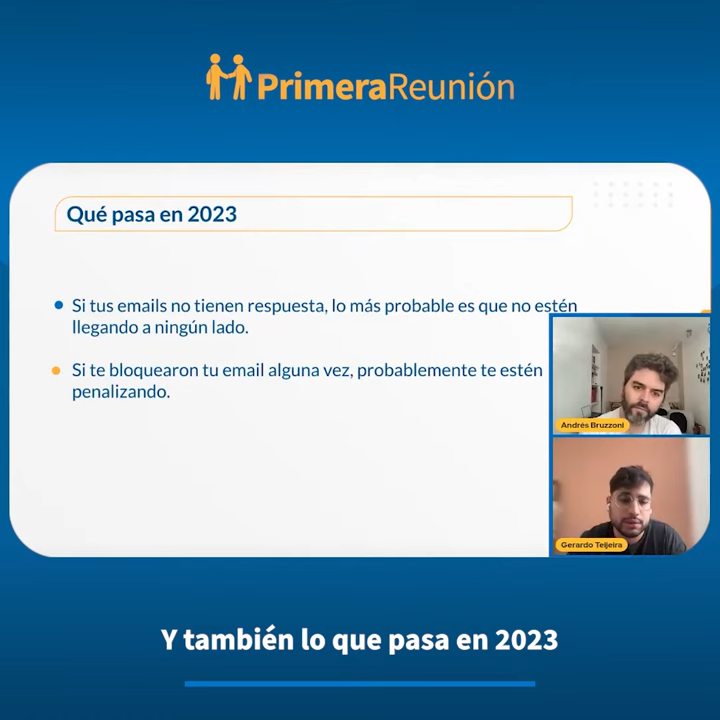 PrimeraReunión
Qué pasa en 2023
Si tus emails no tienen respuesta, lo más probable es que no estén
llegando a ningún lado.
Si te bloquearon tu email alguna vez, probablemente te estén
penalizando.
Andrés Bruzzoni
Gerardo Teijeira
Y también lo que pasa en 2023